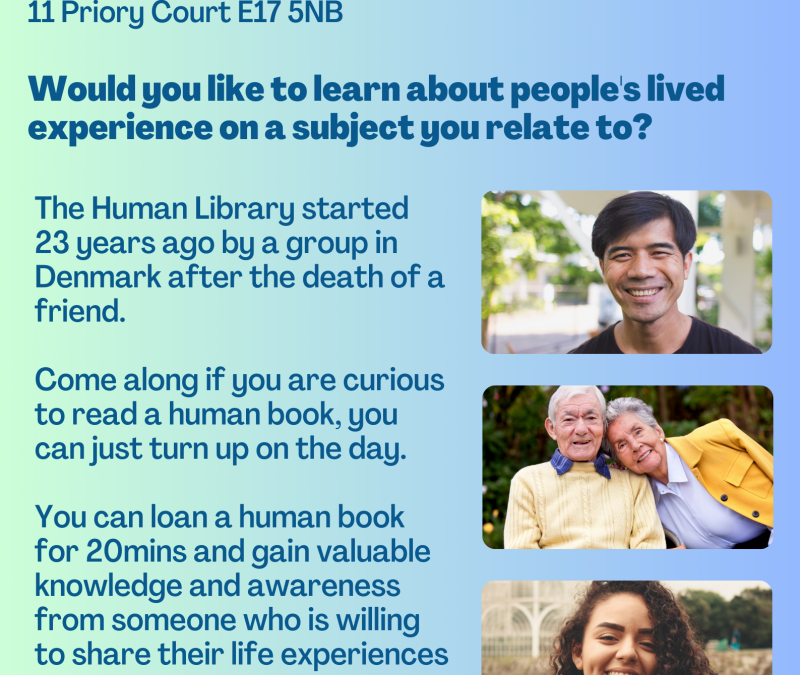 11 Priory Court E17 5NB
Would you like to learn about people's lived
experience on a subject you relate to?
The Human Library started
23 years ago by a group in
Denmark after the death of a
friend.
Come along if you are curious
to read a human book, you
can just turn up on the day.
You can loan a human book
for 20mins and gain valuable
knowledge and awareness
from someone who is willing
to share their life experiences